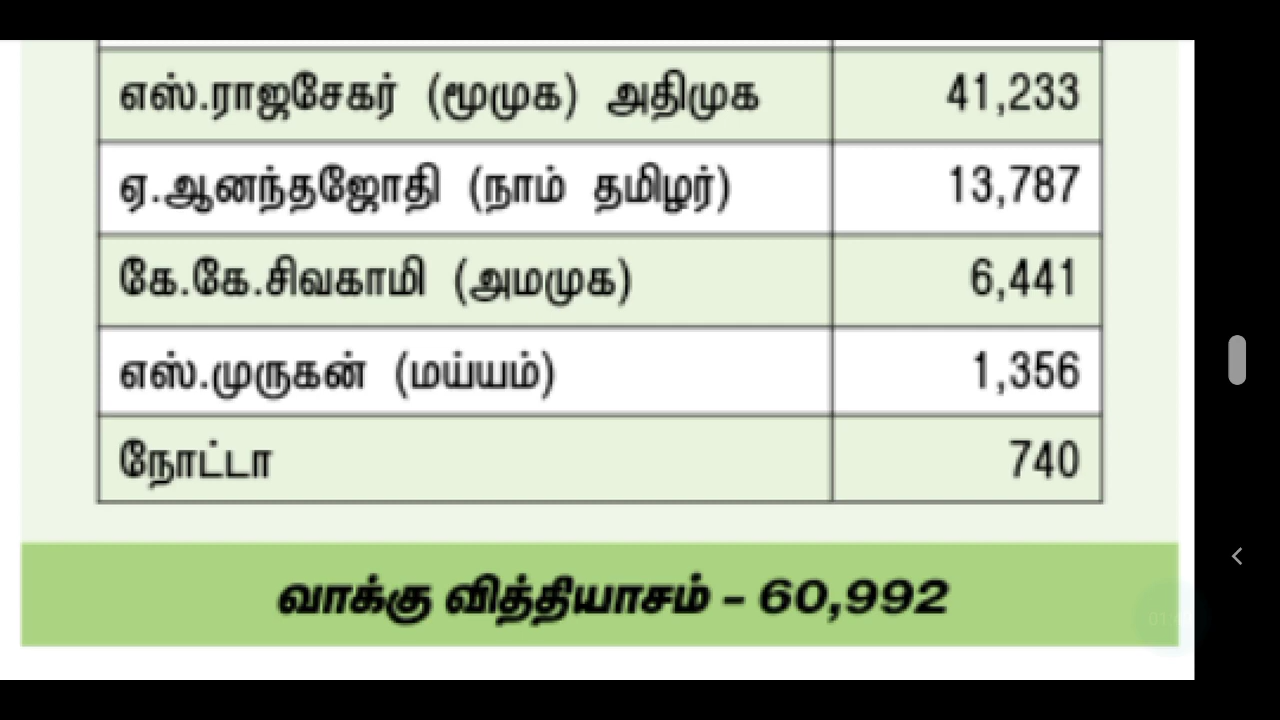 எஸ்.ராஜசேகர் (மூமுக) அதிமுக 41,233
ஏ.ஆனந்தஜோதி (நாம் தமிழர்) 13,787
கே.கே.சிவகாமி (அமமுக) 6,441
எஸ்.முருகன் (மய்யம்) 1,356
நோட்டா 740
வாக்கு வித்தியாசம் - 60,992